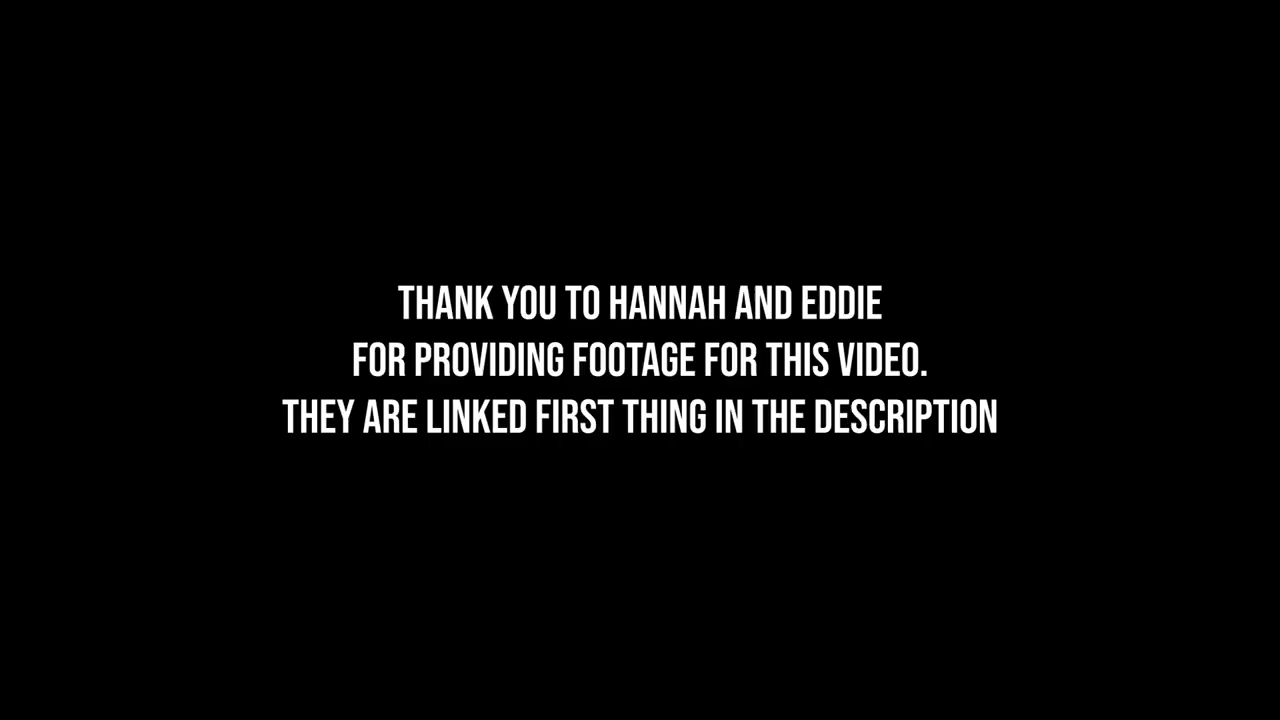 THANK YOU TO HANNAH AND EDDIE
FOR PROVIDING FOOTAGE FOR THIS VIDEO.
THEY ARE LINKED FIRST THING IN THE DESCRIPTION